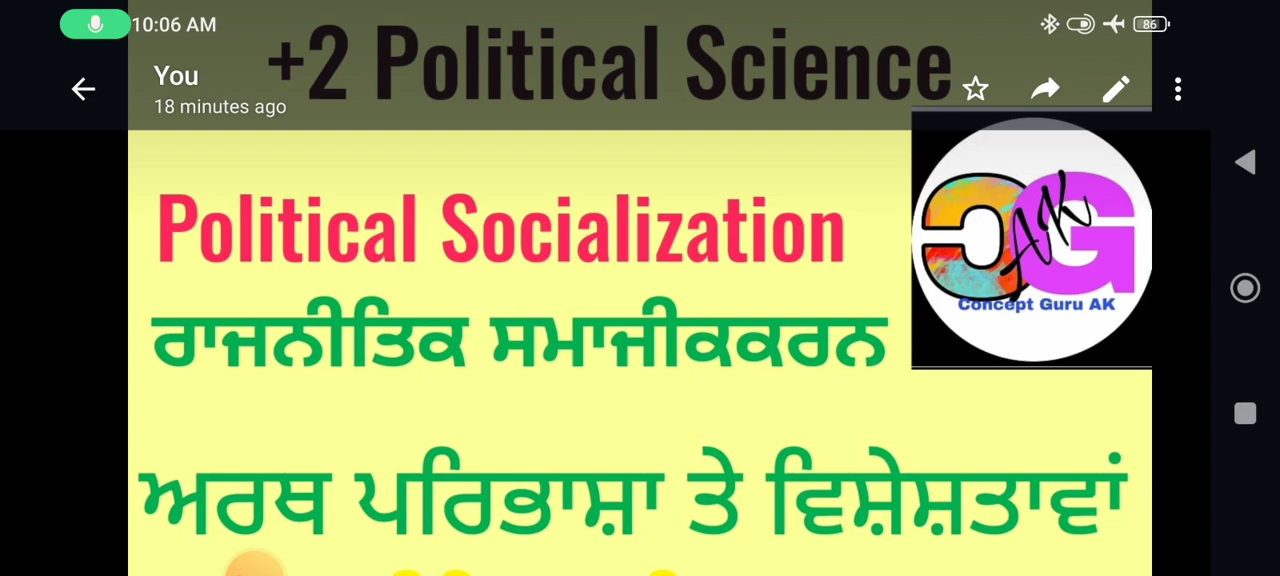 10:06 AM
86
+2 Political Science
You
18 minutes ago
Political Socialization
AK
Concept Guru AK
ਰਾਜਨੀਤਿਕ ਸਮਾਜੀਕਕਰਨ
ਅਰਥ ਪਰਿਭਾਸ਼ਾ ਤੇ ਵਿਸ਼ੇਸ਼ਤਾਵਾਂ